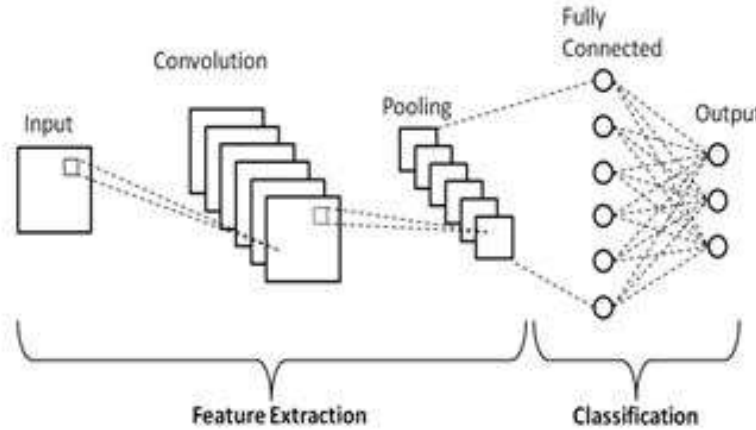 Input
Convolution
Pooling
Fully
Connected
Output
Feature Extraction
Classification